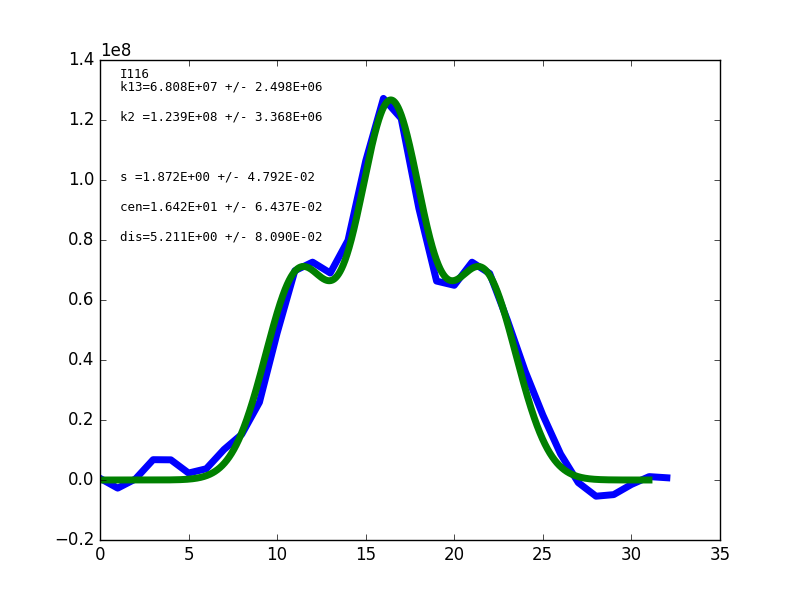 1e8
I116
k13=6.808E+07 +/- 2.498E+06
k2 =1.239E+08 +/- 3.368E+06
s =1.872E+00 +/- 4.792E-02
cen=1.642E+01 +/- 6.437E-02
dis=5.211E+00 +/- 8.090E-02
1.4
1.2
1.0
0.8
0.6
0.4
0.2
0.0
−0.2
0 5 10 15 20 25 30 35